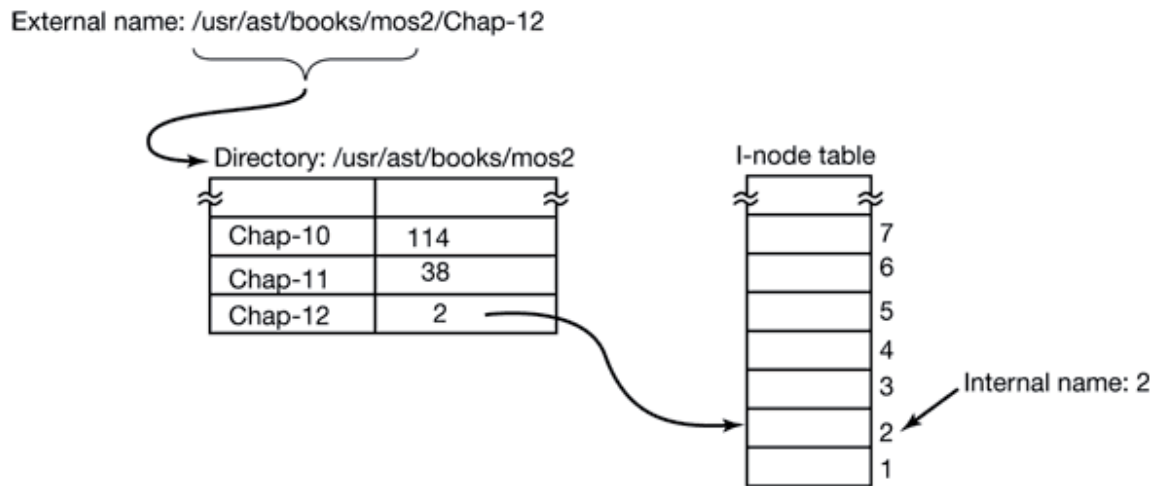 External name: /usr/ast/books/mos2/Chap-12
Directory: /usr/ast/books/mos2
Chap-10 114
Chap-11 38
Chap-12 2
I-node table
7
6
5
4
3
2
1
Internal name: 2